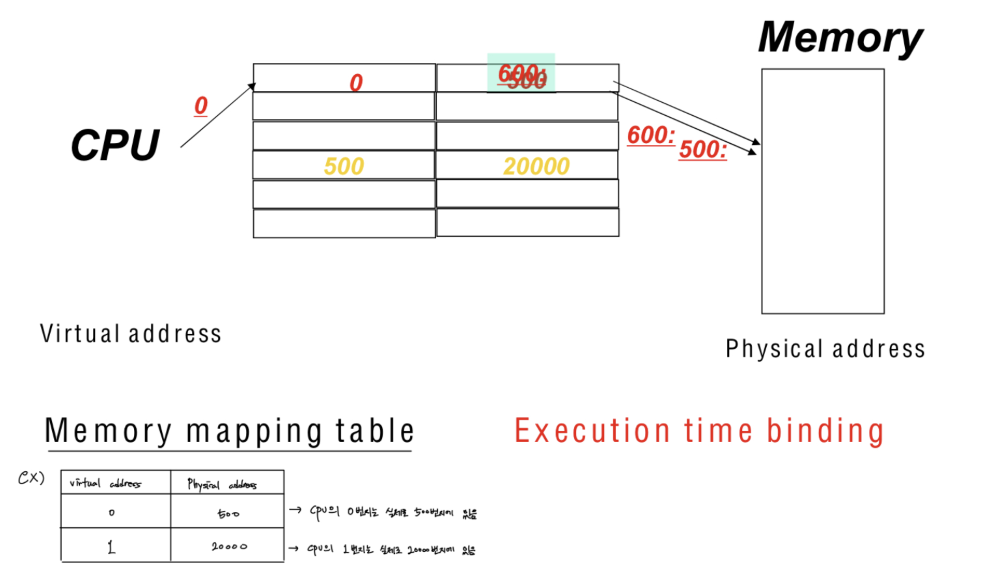 Memory
0
600:
500
0
CPU
600:
500:
500
20000
Virtual address
Physical address
Memory mapping table
Execution time binding
ex)
virtual address
Physical address
0
500
→ CPU의 0번지는 실제로 500번지에 있음
1
20000
→ CPU의 1번지는 실제로 20000번지에 있음